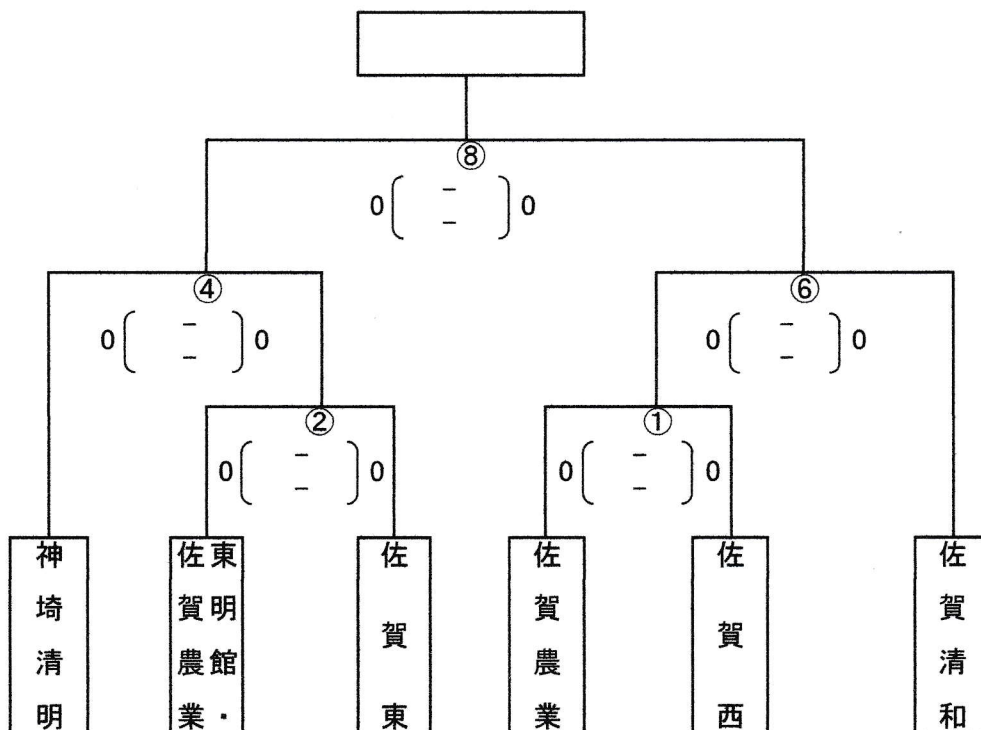 ⑧
0 ( - - ) 0
④
⑥
0 ( - - ) 0
0 ( - - ) 0
②
①
0 ( - - ) 0
0 ( - - ) 0
神埼清明
東明館・
佐賀農業
佐賀東
佐賀農業
佐賀西
佐賀清和